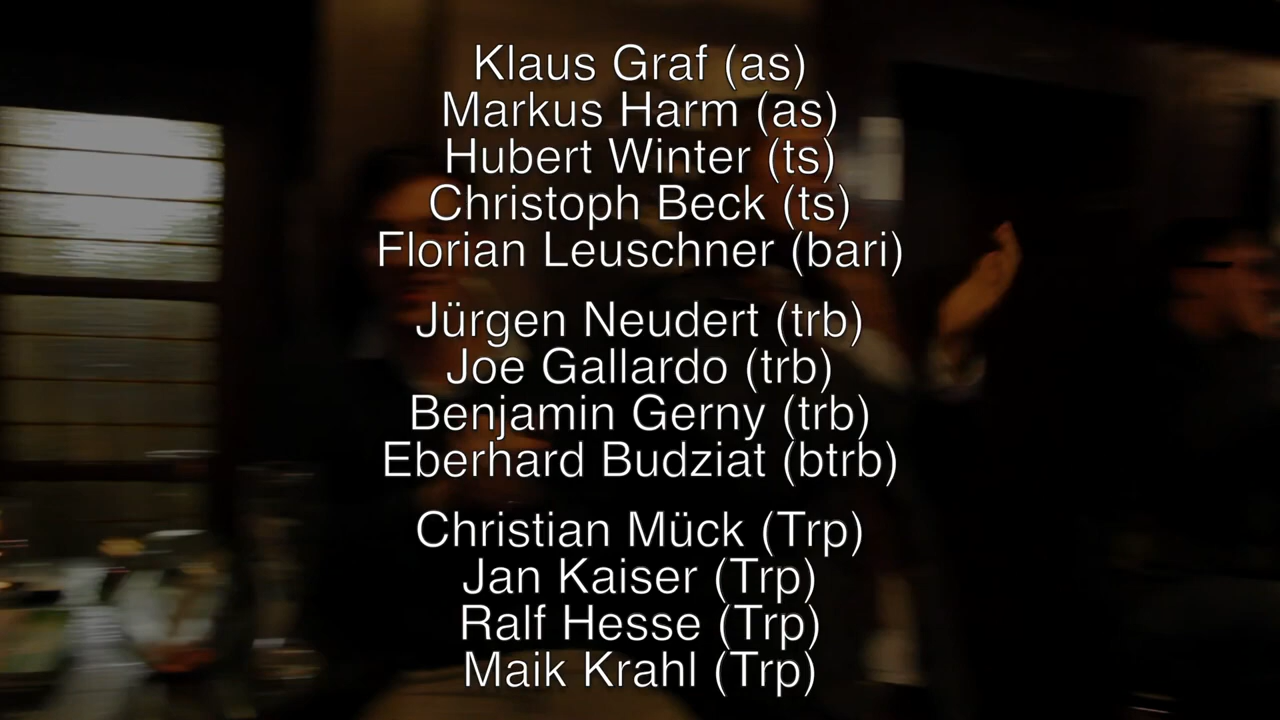 Klaus Graf (as)
Markus Harm (as)
Hubert Winter (ts)
Christoph Beck (ts)
Florian Leuschner (bari)
Jürgen Neudert (trb)
Joe Gallardo (trb)
Benjamin Gerny (trb)
Eberhard Budziat (btrb)
Christian Mück (Trp)
Jan Kaiser (Trp)
Ralf Hesse (Trp)
Maik Krahl (Trp)